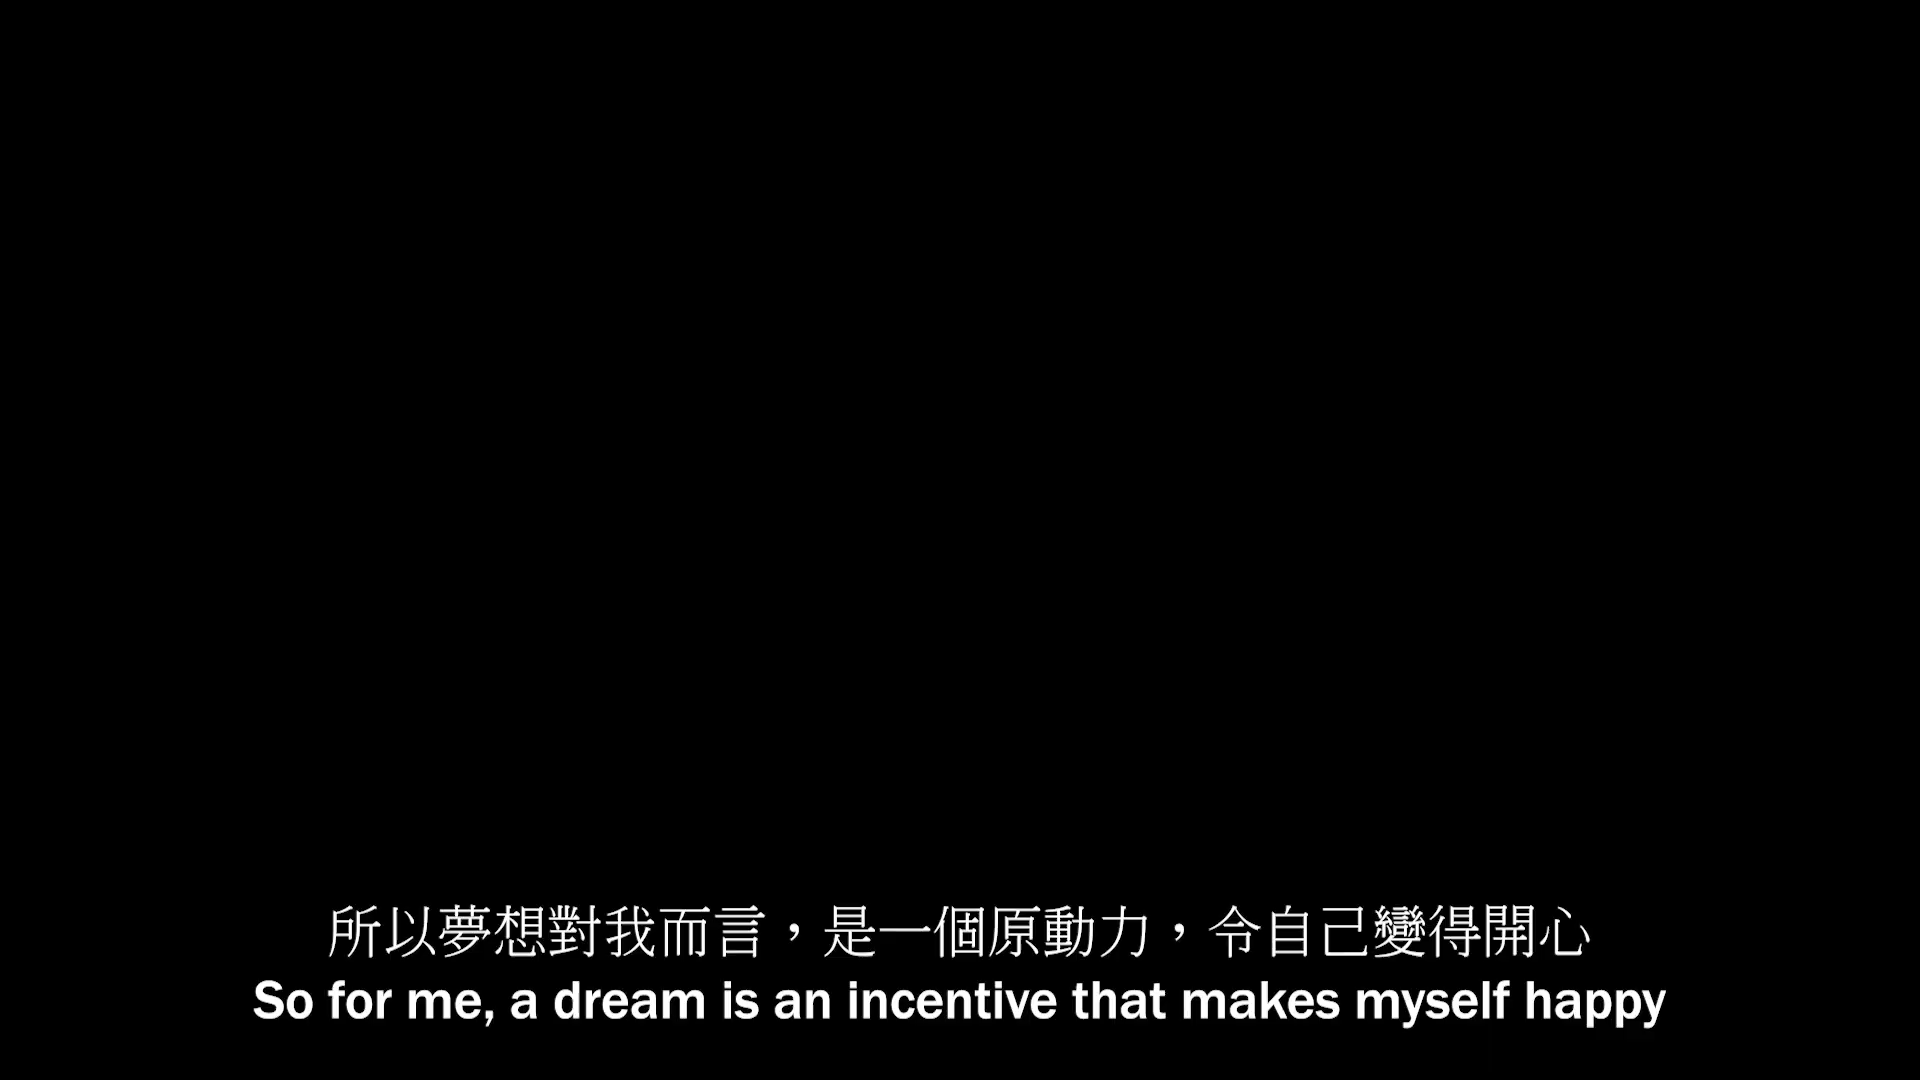 所以夢想對我而言，是一個原動力，令自己變得開心
So for me, a dream is an incentive that makes myself happy